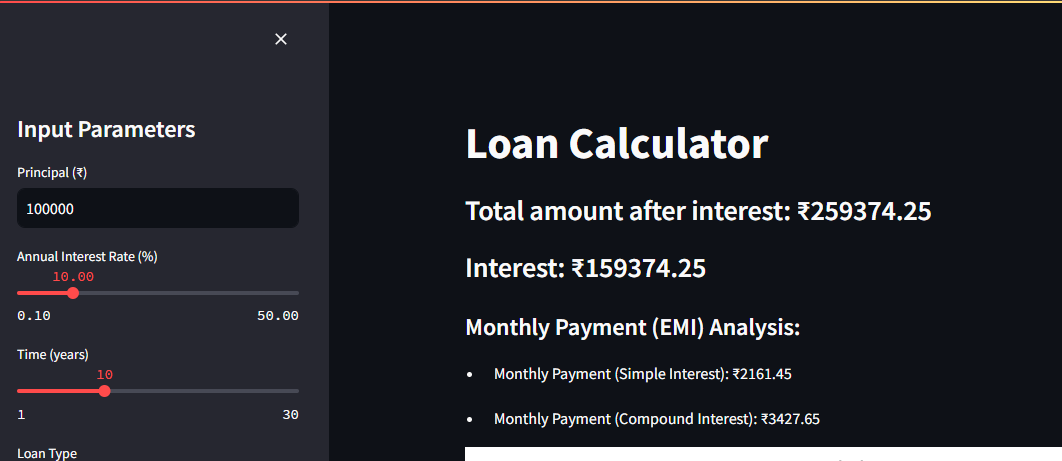 Input Parameters
Principal (₹)
100000
Annual Interest Rate (%)
10.00
0.10 50.00
Time (years)
10
1 30
Loan Type
Loan Calculator
Total amount after interest: ₹259374.25
Interest: ₹159374.25
Monthly Payment (EMI) Analysis:
• Monthly Payment (Simple Interest): ₹2161.45
• Monthly Payment (Compound Interest): ₹3427.65